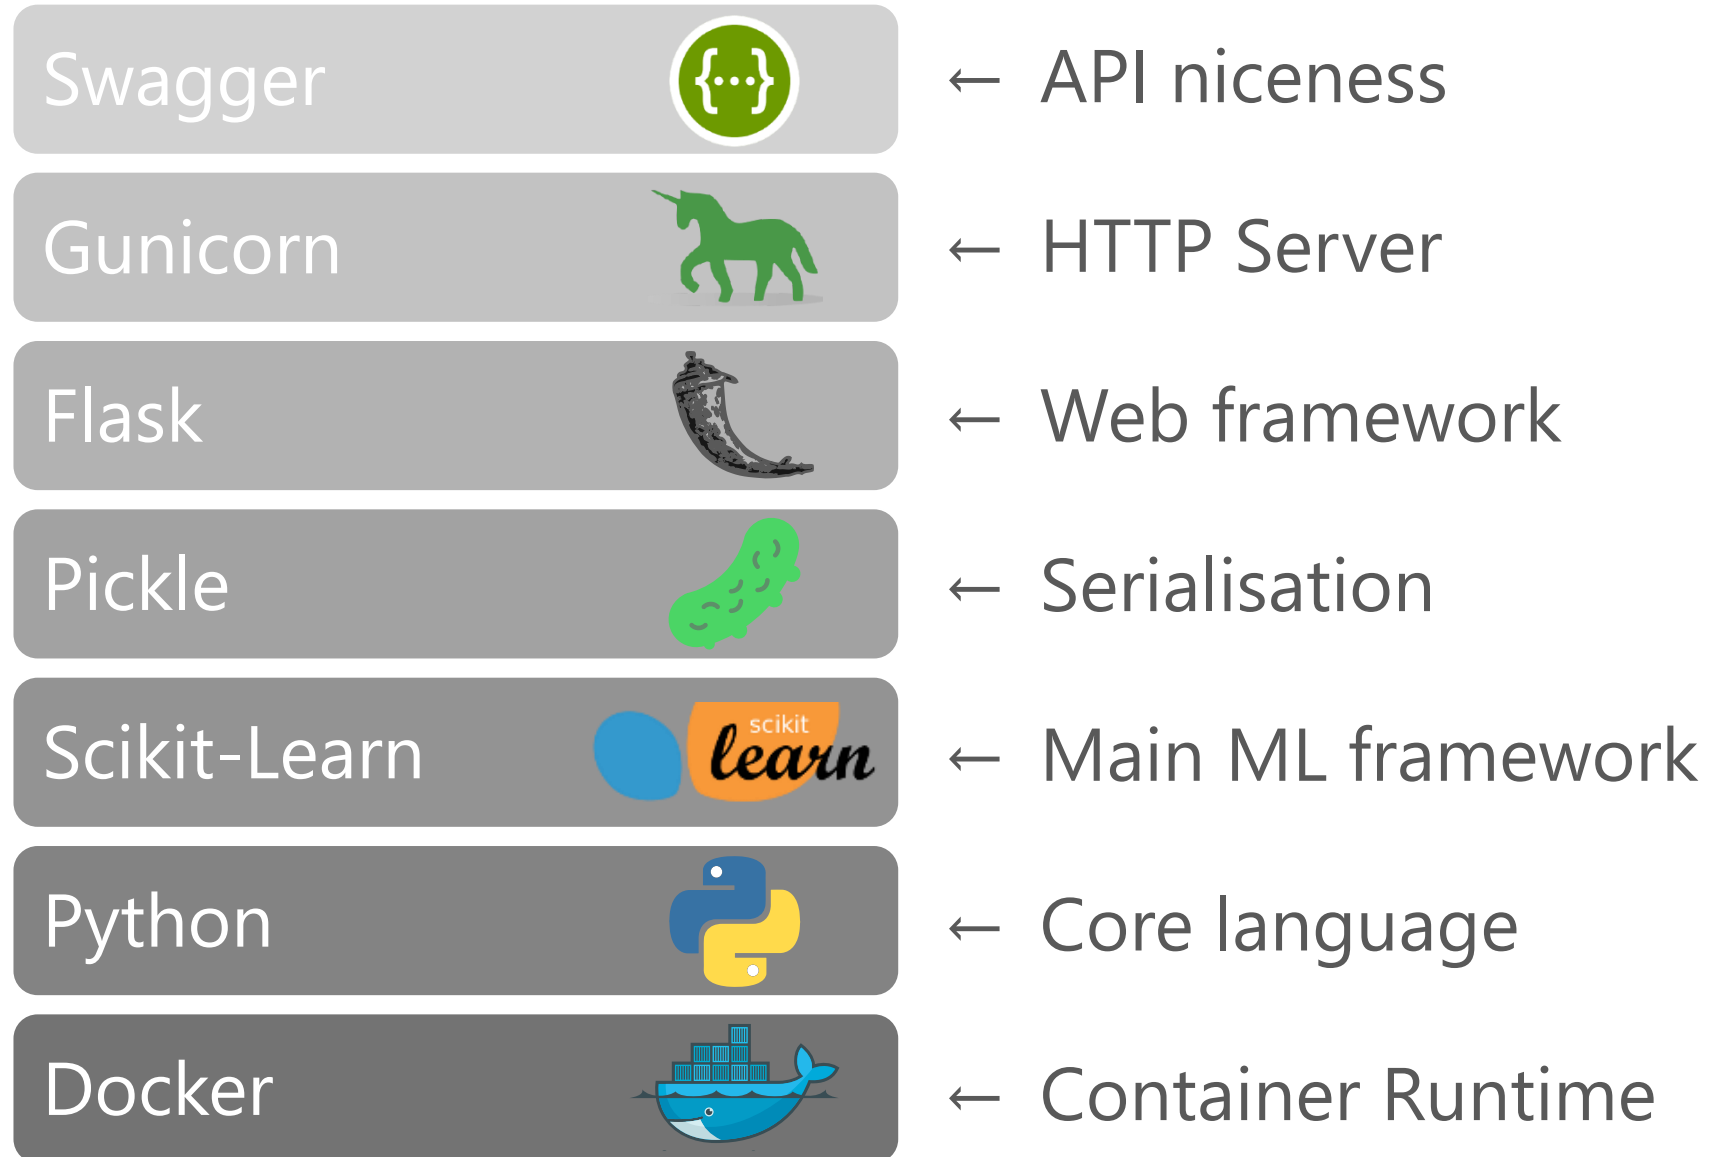 Swagger ← API niceness
Gunicorn ← HTTP Server
Flask ← Web framework
Pickle ← Serialisation
Scikit-Learn scikit learn ← Main ML framework
Python ← Core language
Docker ← Container Runtime